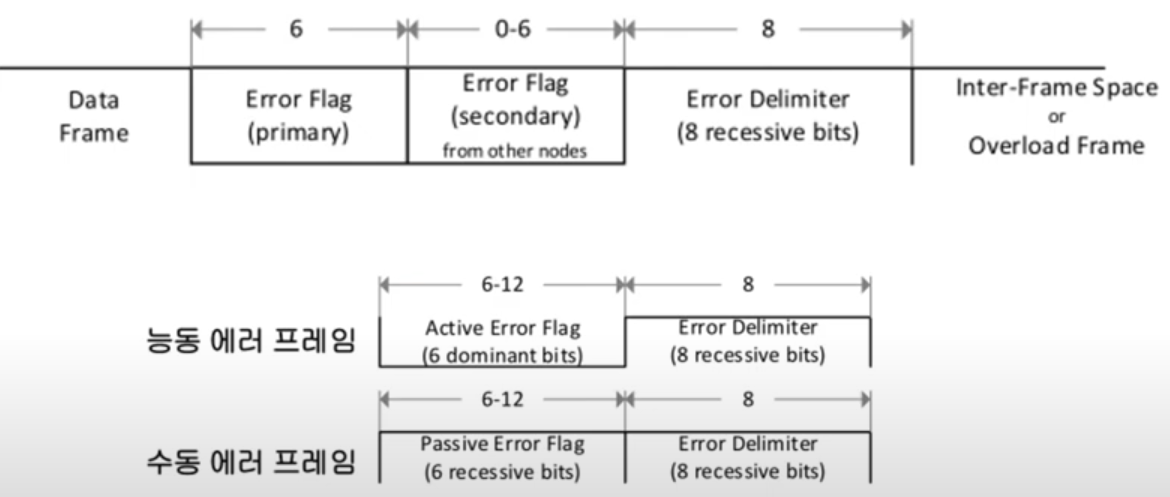 6
0-6
8
Data
Frame
Error Flag
(primary)
Error Flag
(secondary)
from other nodes
Error Delimiter
(8 recessive bits)
Inter-Frame Space
or
Overload Frame
6-12
8
능동 에러 프레임
Active Error Flag
(6 dominant bits)
Error Delimiter
(8 recessive bits)
6-12
8
수동 에러 프레임
Passive Error Flag
(6 recessive bits)
Error Delimiter
(8 recessive bits)